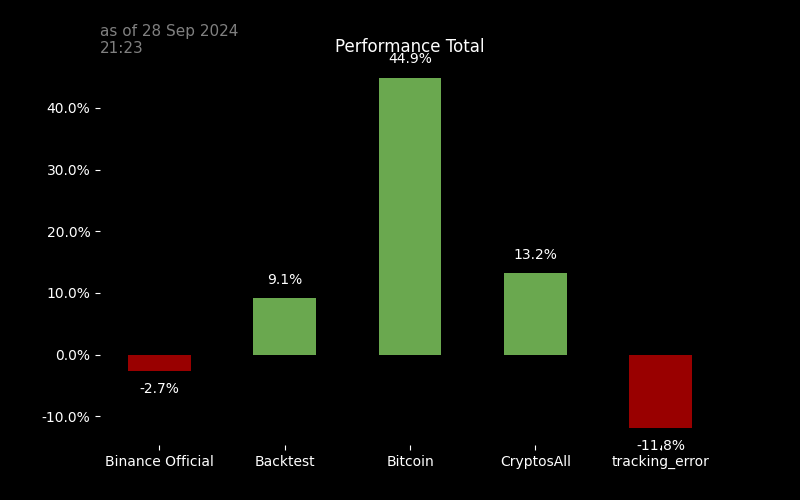 as of 28 Sep 2024
21:23
Performance Total
44.9%
40.0%
30.0%
20.0%
13.2%
10.0%
9.1%
0.0%
-2.7%
-10.0%
-11.8%
Binance Official
Backtest
Bitcoin
CryptosAll
tracking_error